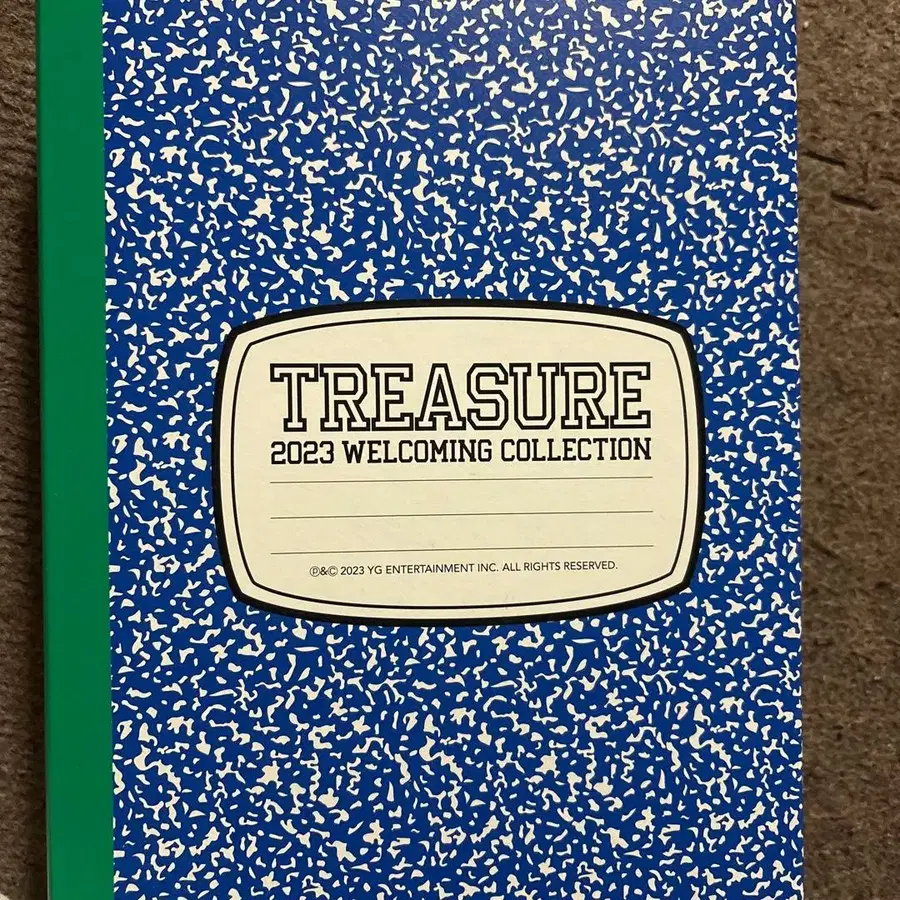 TREASURE
2023 WELCOMING COLLECTION
℗&© 2023 YG ENTERTAINMENT INC. ALL RIGHTS RESERVED.